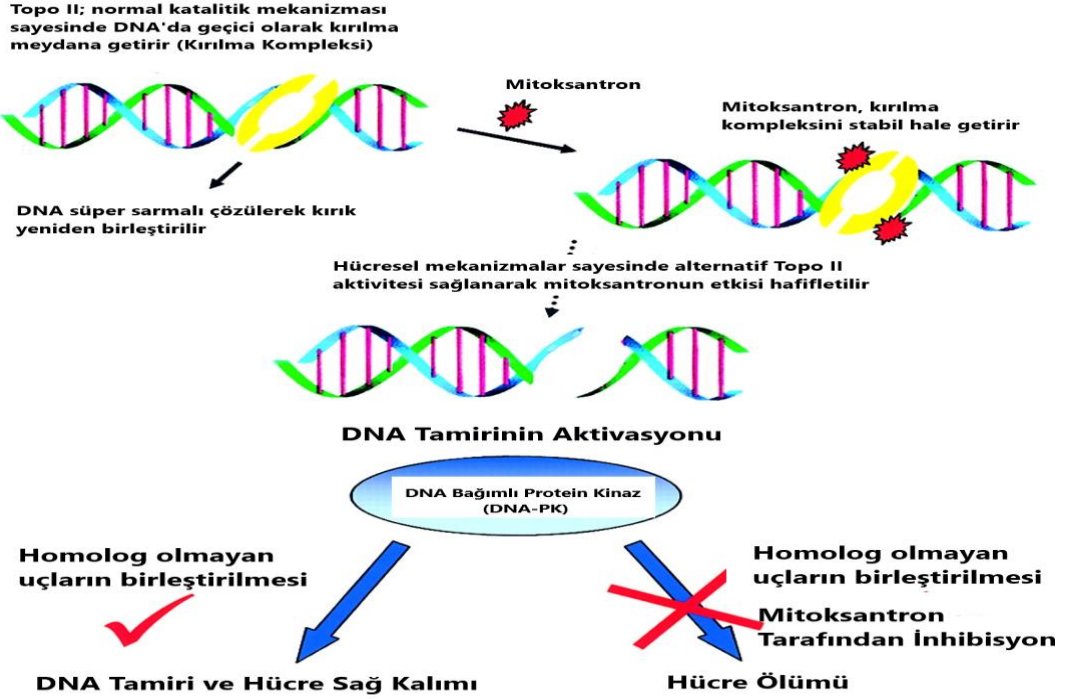 Topo II; normal katalitik mekanizması
sayesinde DNA'da geçici olarak kırılma
meydana getirir (Kırılma Kompleksi)
Mitoksantron
Mitoksantron, kırılma
kompleksini stabil hale getirir
DNA süper sarmalı çözülerek kırık
yeniden birleştirilir
Hücresel mekanizmalar sayesinde alternatif Topo II
aktivitesi sağlanarak mitoksantronun etkisi hafifletilir
DNA Tamirinin Aktivasyonu
DNA Bağımlı Protein Kinaz
(DNA-PK)
Homolog olmayan
uçların birleştirilmesi
Homolog olmayan
uçların birleştirilmesi
Mitoksantron
Tarafından İnhibisyon
DNA Tamiri ve Hücre Sağ Kalımı
Hücre Ölümü